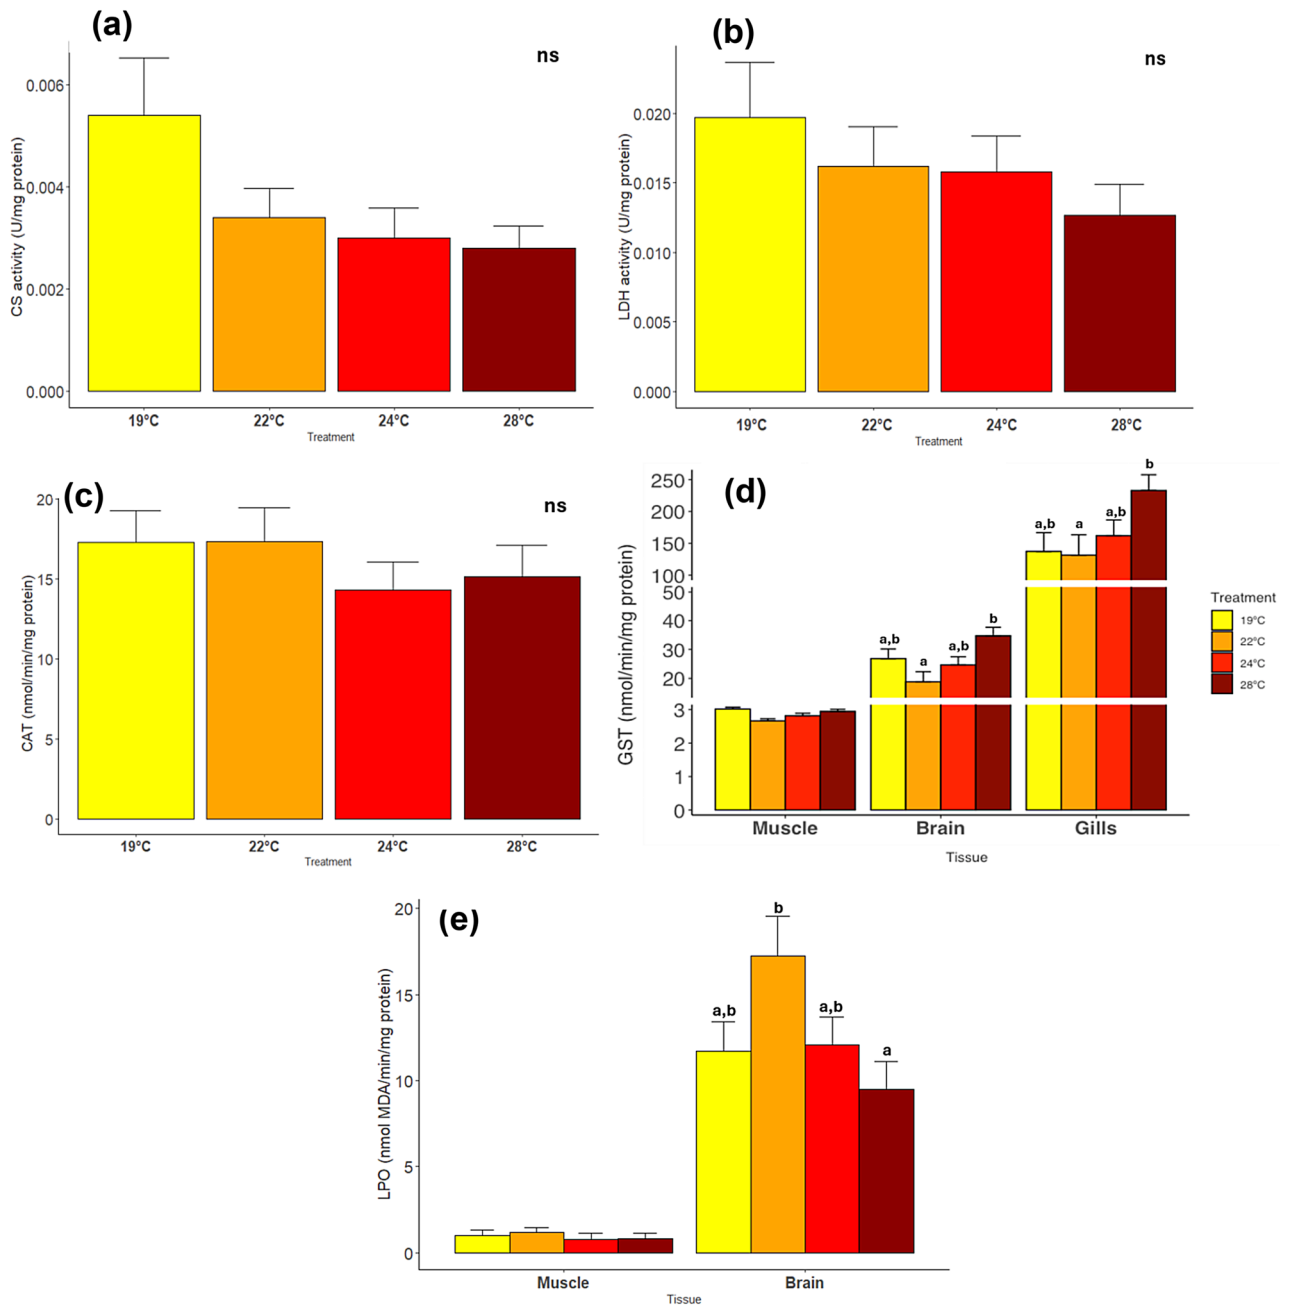 (a)
ns
CS activity (U/mg protein)
0.006
0.004
0.002
0.000
19°C 22°C 24°C 28°C
Treatment
(b)
ns
LDH activity (U/mg protein)
0.020
0.015
0.010
0.005
0.000
19°C 22°C 24°C 28°C
Treatment
(c)
ns
CAT (nmol/min/mg protein)
20
15
10
5
0
19°C 22°C 24°C 28°C
Treatment
(d)
GST (nmol/min/mg protein)
250
200
150
100
50
40
30
20
3
2
1
0
a,b a a,b b
a,b a a,b b
Muscle Brain Gills
Tissue
Treatment
19°C
22°C
24°C
28°C
(e)
LPO (nmol MDA/min/mg protein)
20
15
10
5
0
a,b b a,b a
Muscle Brain
Tissue